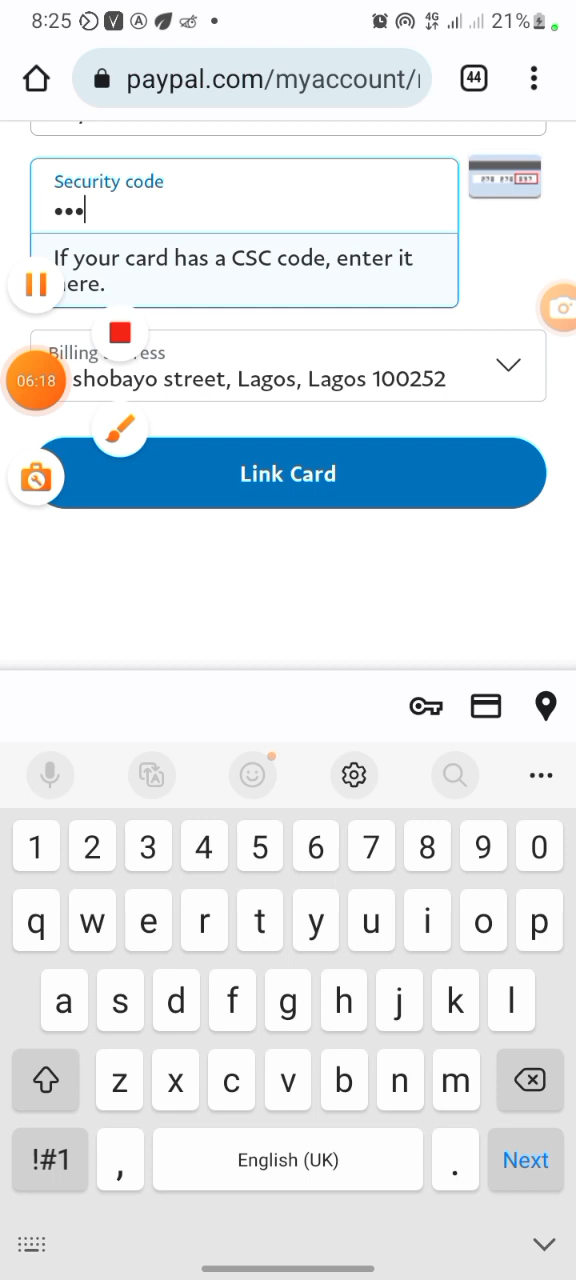 8:25 4G 21%
paypal.com/myaccount/ 44
Security code
•••
If your card has a CSC code, enter it
here.
Billing address
shobayo street, Lagos, Lagos 100252
06:18
Link Card
1 2 3 4 5 6 7 8 9 0
q w e r t y u i o p
a s d f g h j k l
z x c v b n m
!#1 , English (UK) . Next